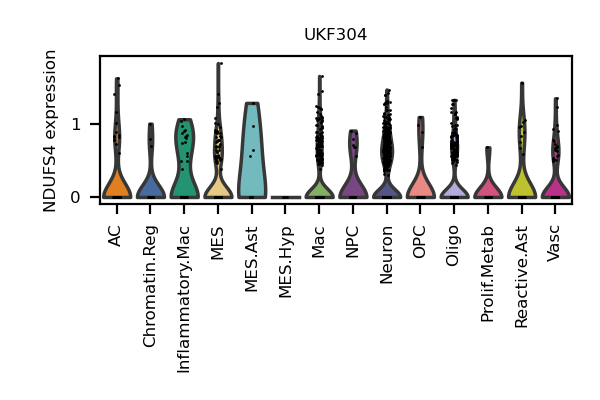 UKF304
NDUFS4 expression
1
0
AC
Chromatin.Reg
Inflammatory.Mac
MES
MES.Ast
MES.Hyp
Mac
NPC
Neuron
OPC
Oligo
Prolif.Metab
Reactive.Ast
Vasc